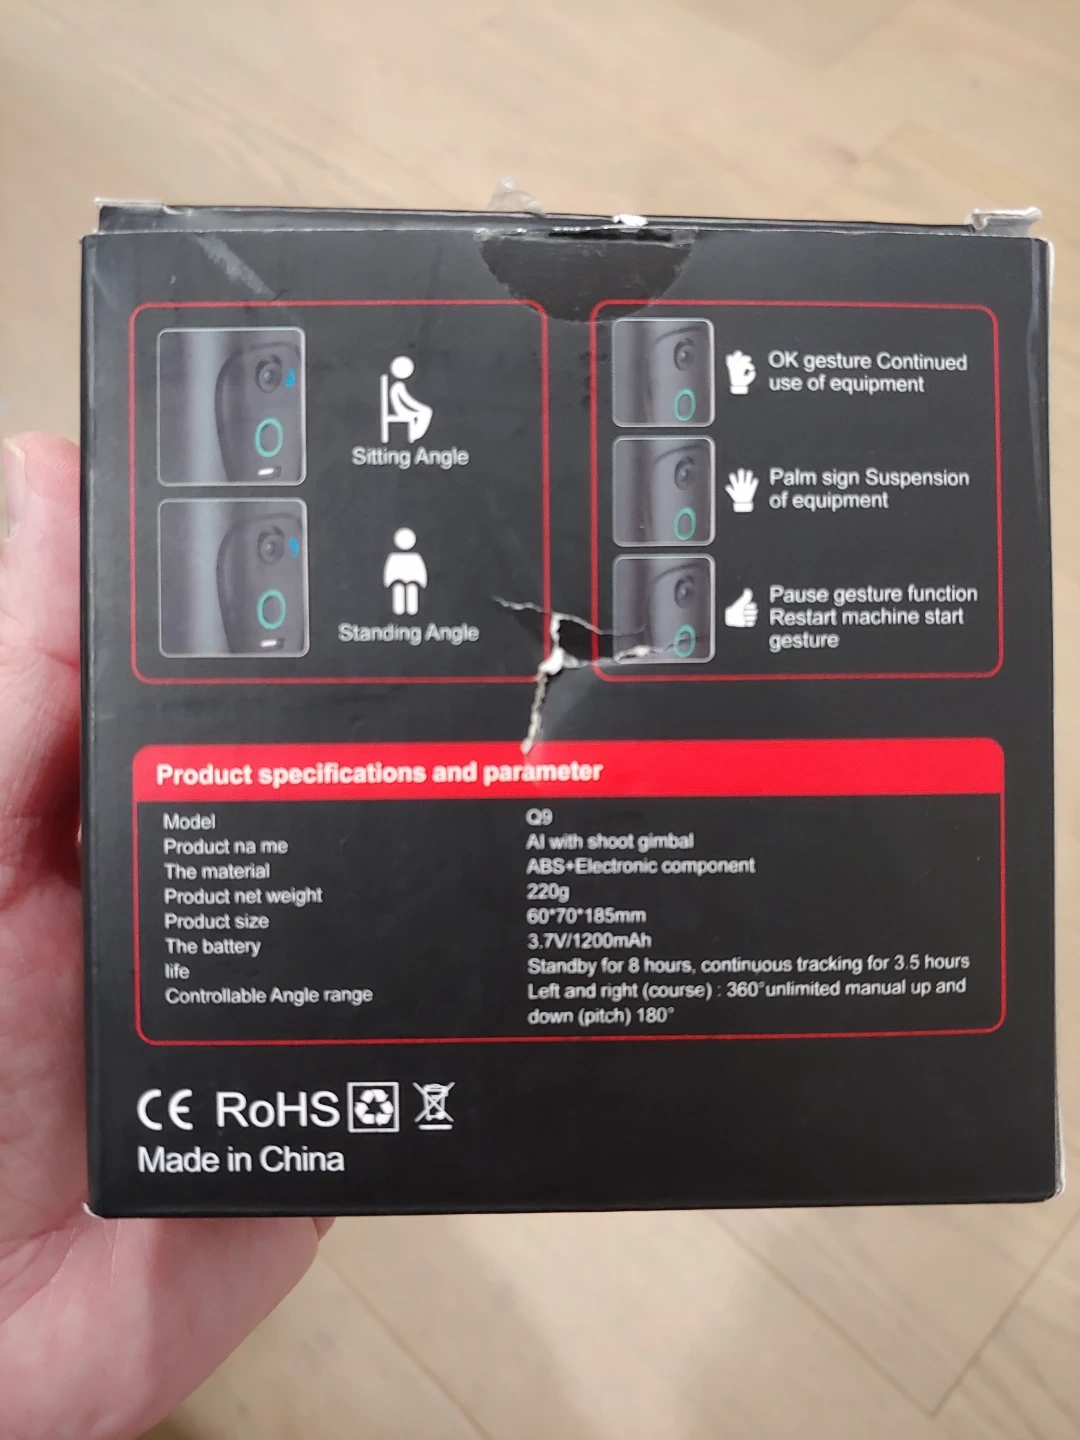 Sitting Angle
Standing Angle
OK gesture Continued
use of equipment
Palm sign Suspension
of equipment
Pause gesture function
Restart machine start
gesture
Product specifications and parameter
Model Q9
Product na me AI with shoot gimbal
The material ABS+Electronic component
Product net weight 220g
Product size 60*70*185mm
The battery 3.7V/1200mAh
life Standby for 8 hours, continuous tracking for 3.5 hours
Controllable Angle range Left and right (course) : 360°unlimited manual up and
down (pitch) 180°
CE RoHS
Made in China